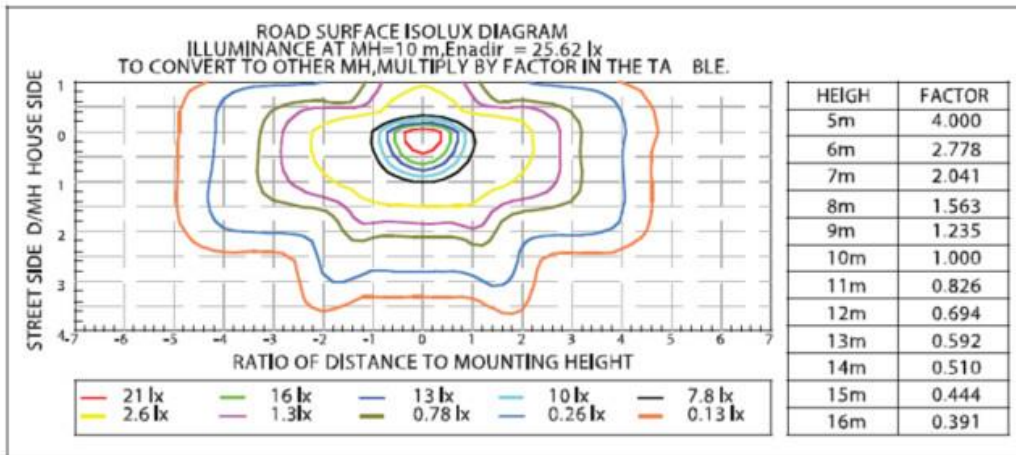 ROAD SURFACE ISOLUX DIAGRAM
ILLUMINANCE AT MH=10 m,Enadir = 25.62 lx
TO CONVERT TO OTHER MH,MULTIPLY BY FACTOR IN THE TA BLE.
STREET SIDE D/MH HOUSE SIDE
1
0
1
2
3
4
-7 -6 -5 -4 -3 -2 -1 0 1 2 3 4 5 6 7
RATIO OF DISTANCE TO MOUNTING HEIGHT
21 lx 16 lx 13 lx 10 lx 7.8 lx
2.6 lx 1.3lx 0.78 lx 0.26 lx 0.13 lx
HEIGH FACTOR
5m 4.000
6m 2.778
7m 2.041
8m 1.563
9m 1.235
10m 1.000
11m 0.826
12m 0.694
13m 0.592
14m 0.510
15m 0.444
16m 0.391